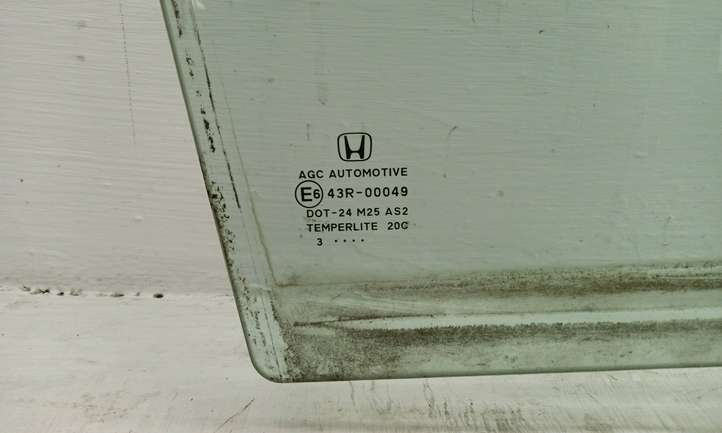 AGC AUTOMOTIVE
E6 43R-00049
DOT-24 M25 AS2
TEMPERLITE 20C
3 ••••